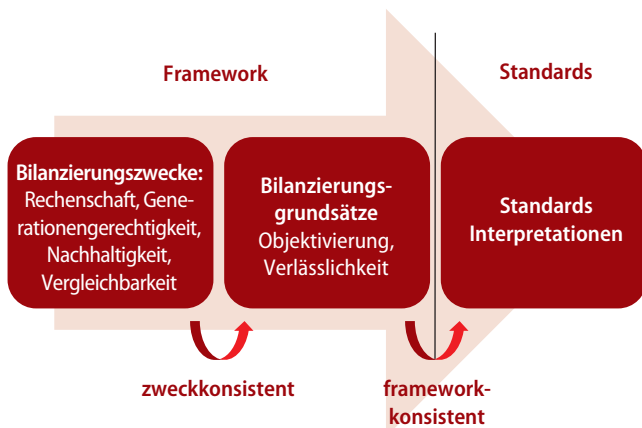 Framework
Standards
Bilanzierungszwecke:
Rechenschaft, Gene-
rationengerechtigkeit,
Nachhaltigkeit,
Vergleichbarkeit
Bilanzierungs-
grundsätze
Objektivierung,
Verlässlichkeit
Standards
Interpretationen
zweckkonsistent
framework-
konsistent